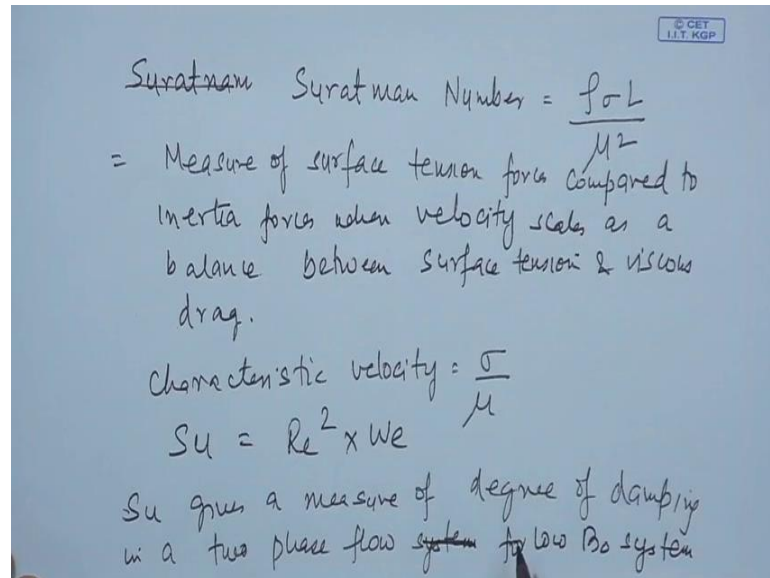 © CET
I.I.T. KGP
Suratnam Suratman Number = ρσL / μ2
= Measure of surface tension forces compared to
inertia forces when velocity scales as a
balance between surface tension & viscous
drag.
Characteristic velocity = σ / μ
Su = Re² × We
Su gives a measure of degree of damping
in a two phase flow system for low Bo system